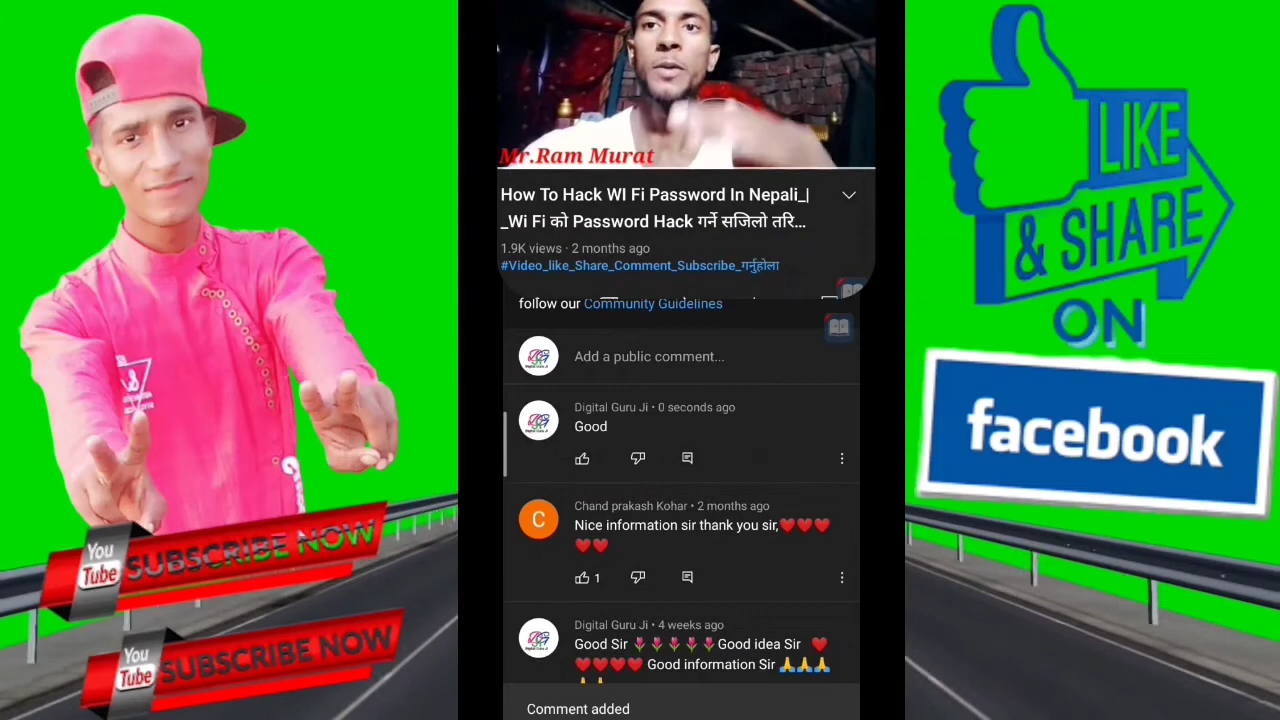 Mr.Ram Murat
How To Hack WI Fi Password In Nepali_|
_Wi Fi को Password Hack गर्ने सजिलो तरि...
1.9K views · 2 months ago
#Video_like_Share_Comment_Subscribe_गर्नुहोला
follow our Community Guidelines
Add a public comment...
Digital Guru Ji • 0 seconds ago
Good
C
Chand prakash Kohar • 2 months ago
Nice information sir thank you sir,❤️❤️❤️
❤️❤️
1
Digital Guru Ji • 4 weeks ago
Good Sir 🌷🌷🌷🌷🌷Good idea Sir ❤️
❤️❤️❤️❤️ Good information Sir 🙏🙏🙏
Comment added
You
Tube
SUBSCRIBE NOW
You
Tube
SUBSCRIBE NOW
LIKE
& SHARE
ON
facebook